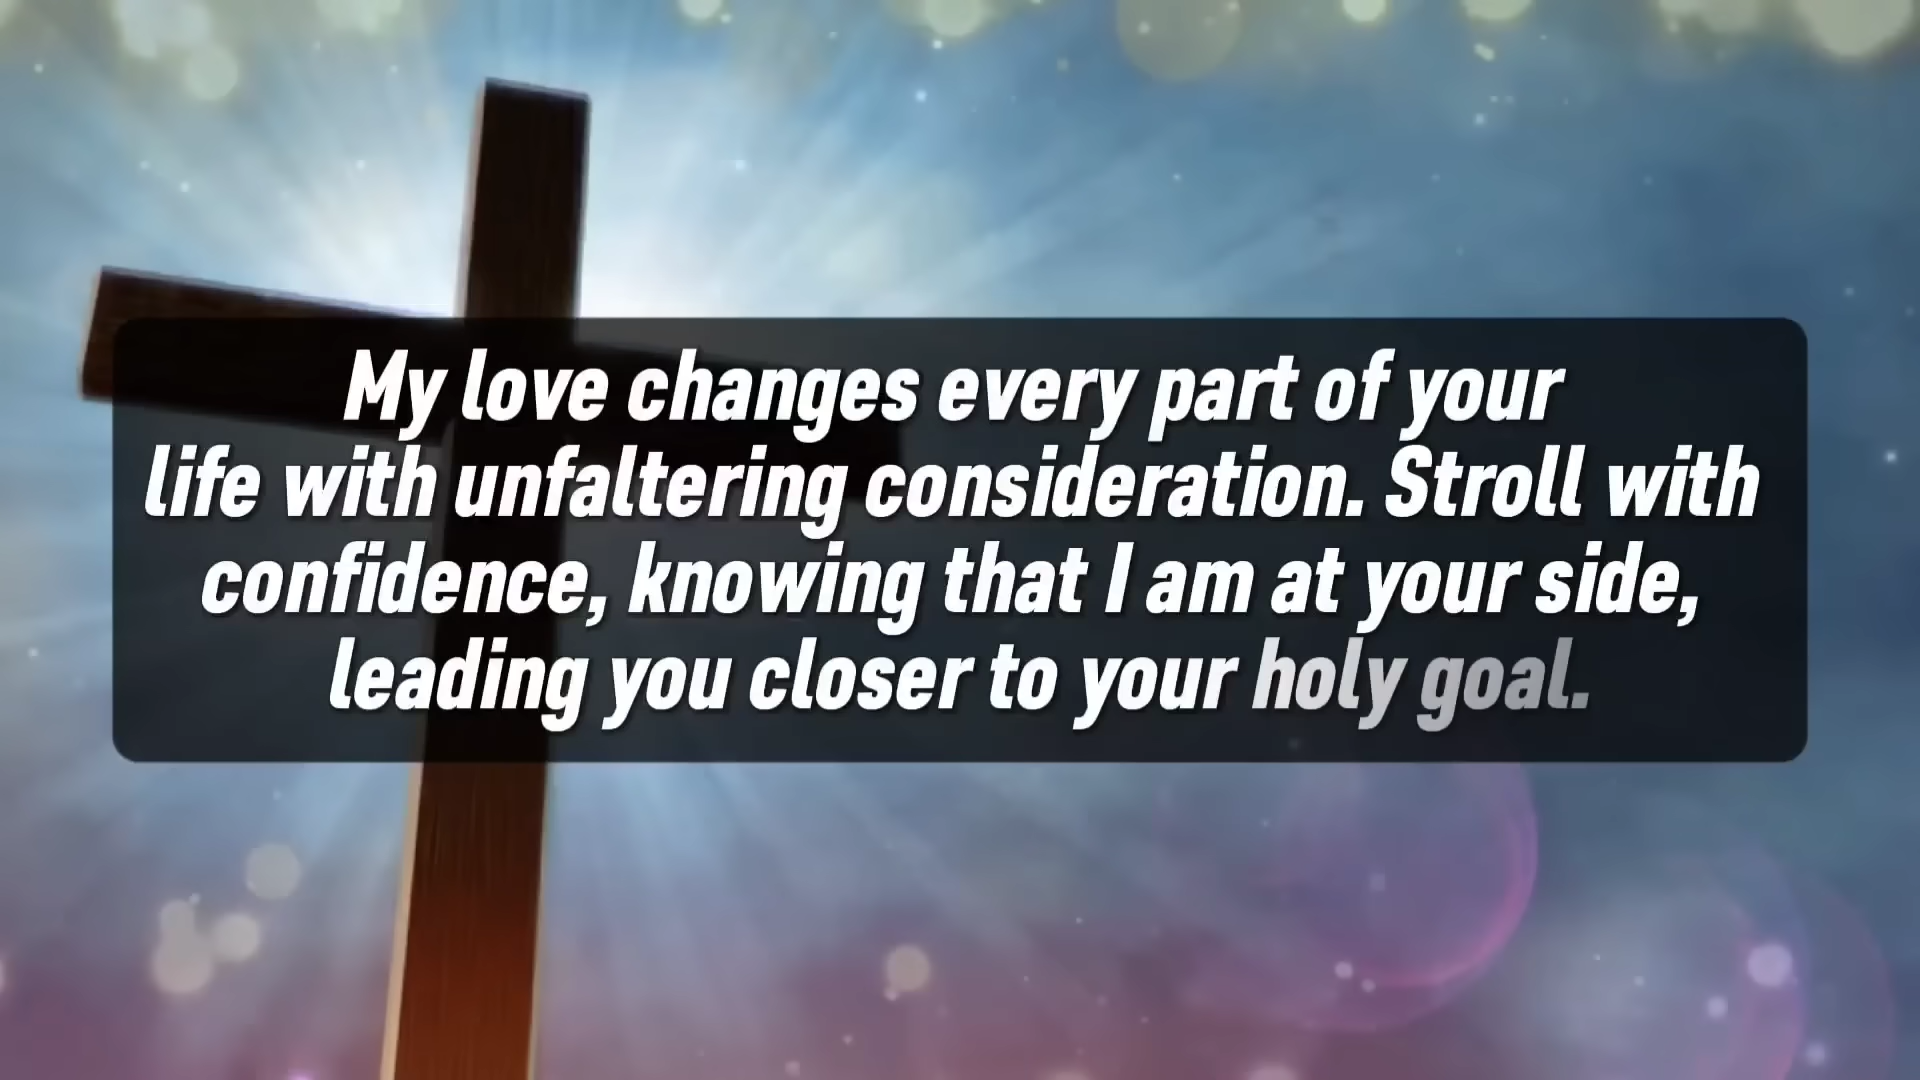 My love changes every part of your
life with unfaltering consideration. Stroll with
confidence, knowing that I am at your side,
leading you closer to your holy goal.